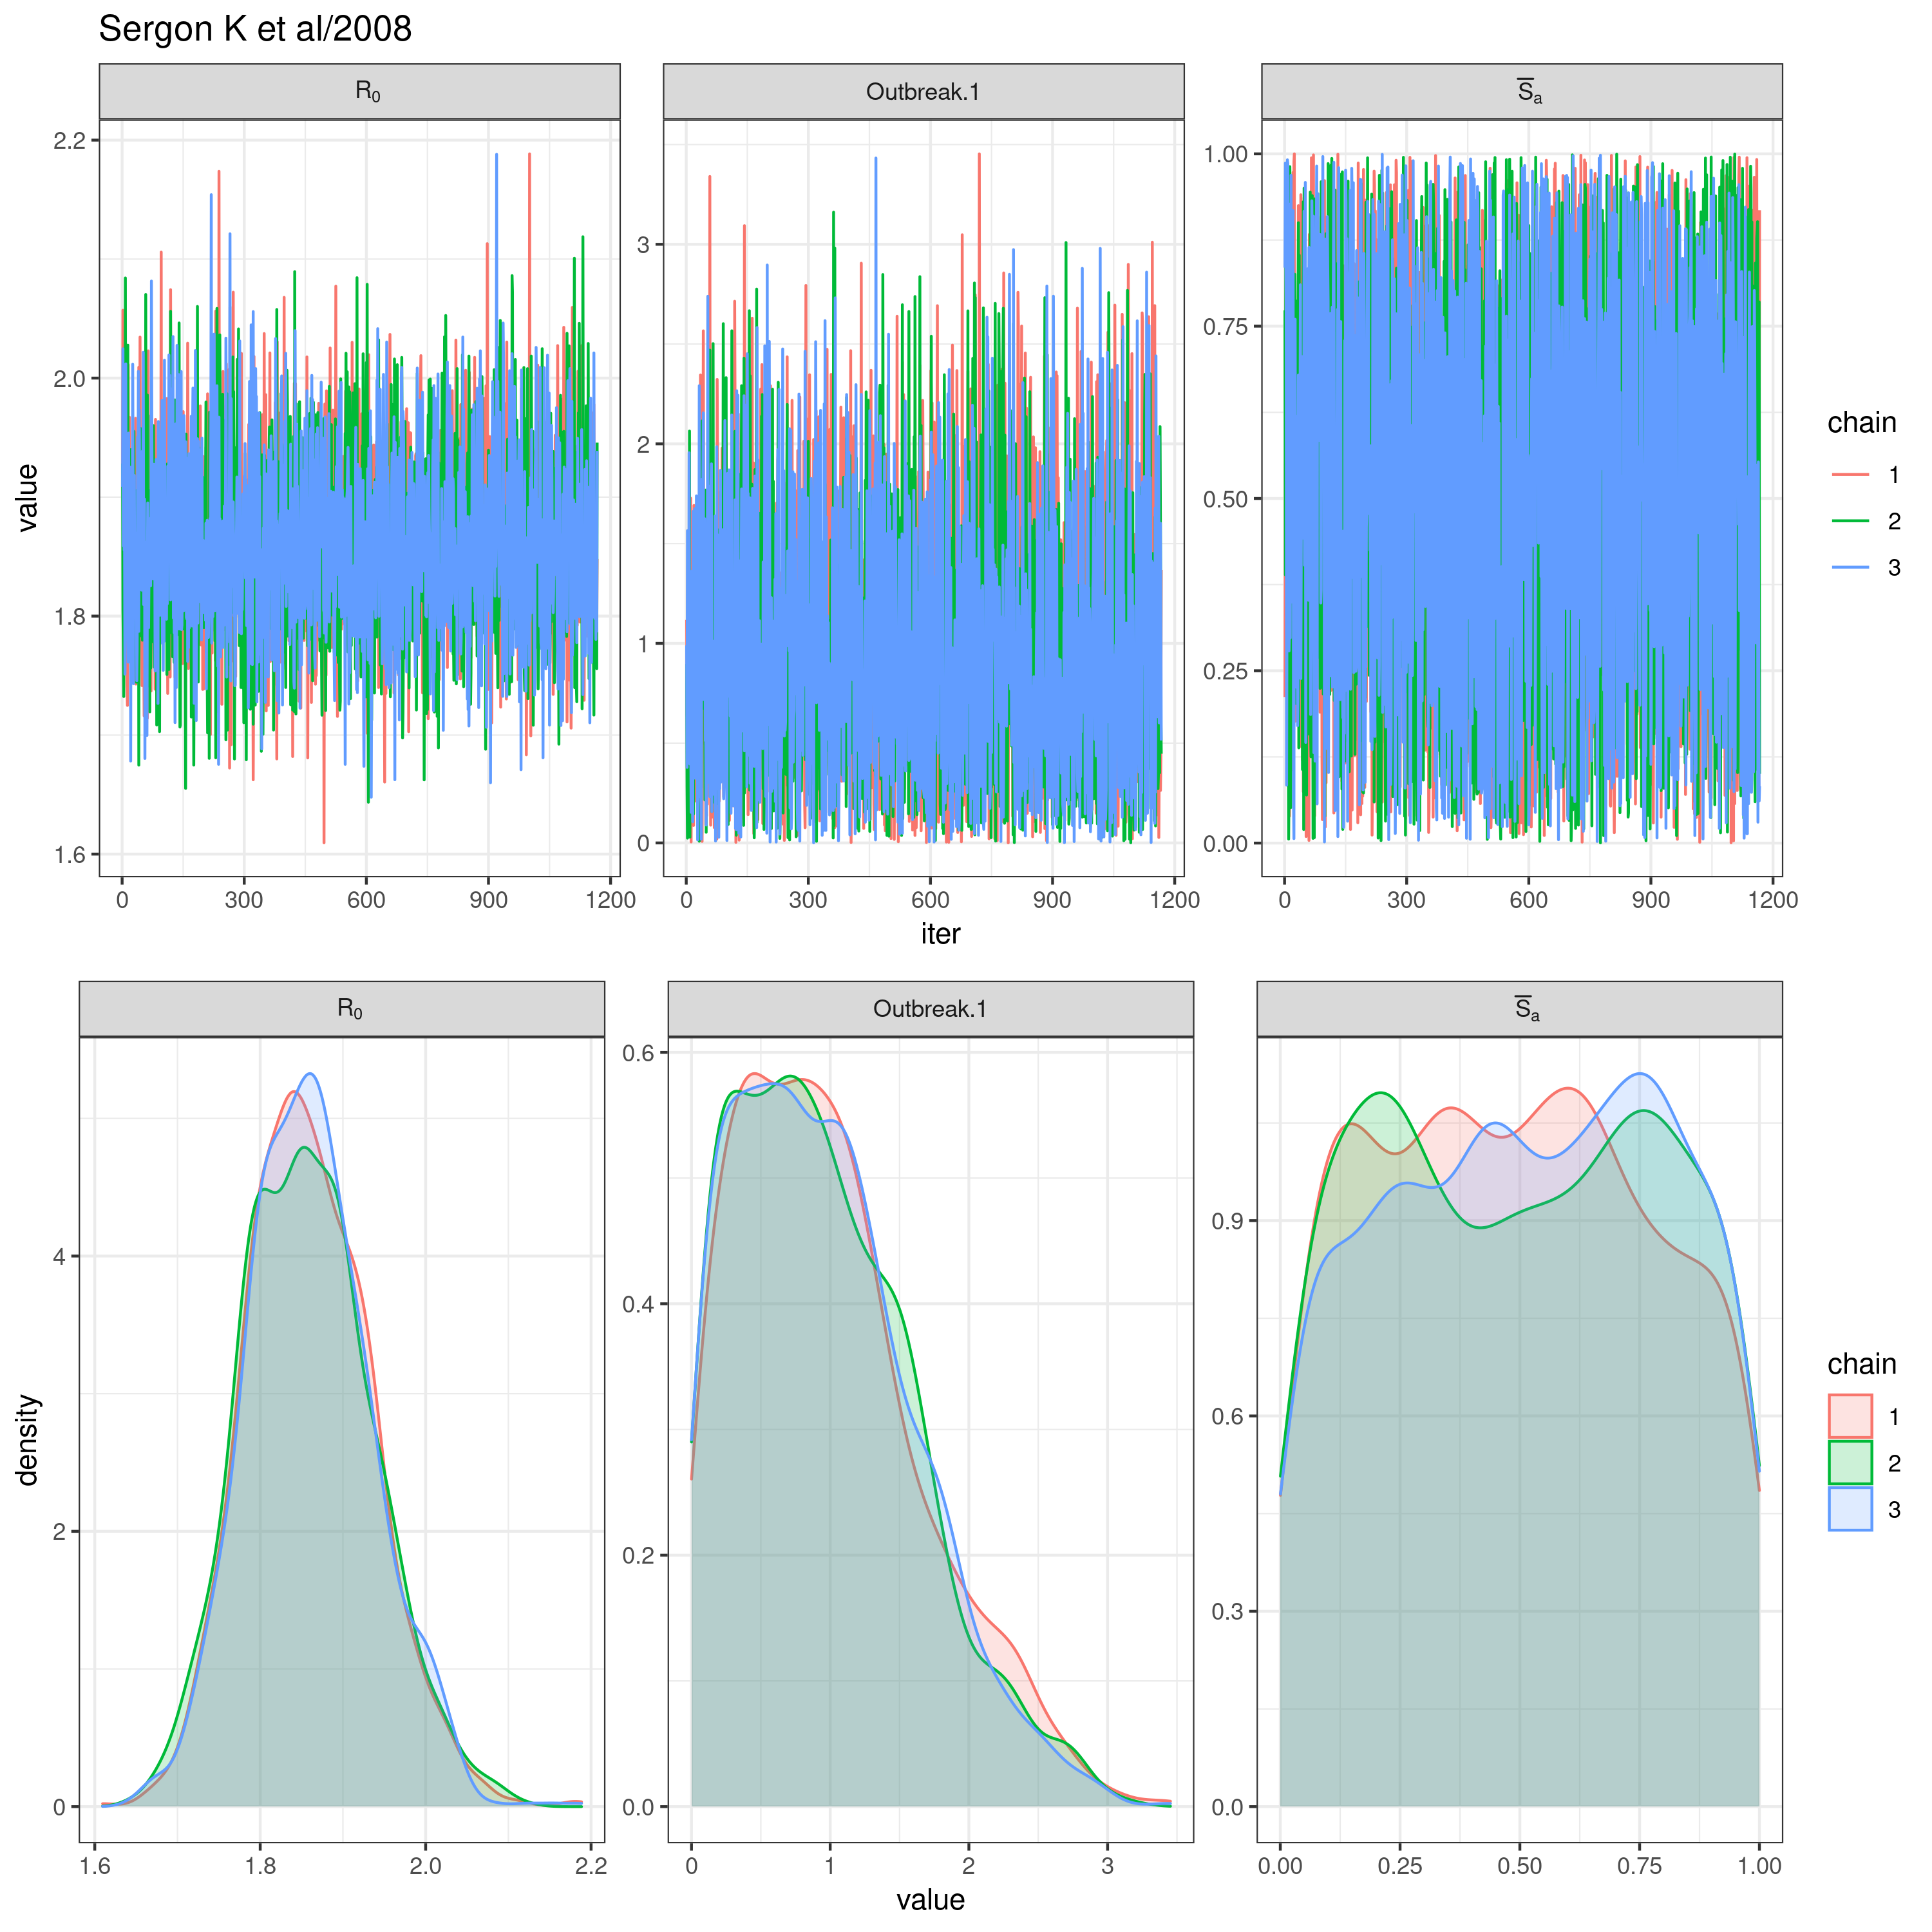 Sergon K et al/2008
R₀ Outbreak.1 S̅ₐ
2.2
2.0
1.8
1.6
3
2
1
0
1.00
0.75
0.50
0.25
0.00
value
0 300 600 900 1200 0 300 600 900 1200 0 300 600 900 1200
iter
chain
1
2
3
R₀ Outbreak.1 S̅ₐ
4
2
0
0.6
0.4
0.2
0.0
0.9
0.6
0.3
0.0
density
1.6 1.8 2.0 2.2 0 1 2 3 0.00 0.25 0.50 0.75 1.00
value
chain
1
2
3